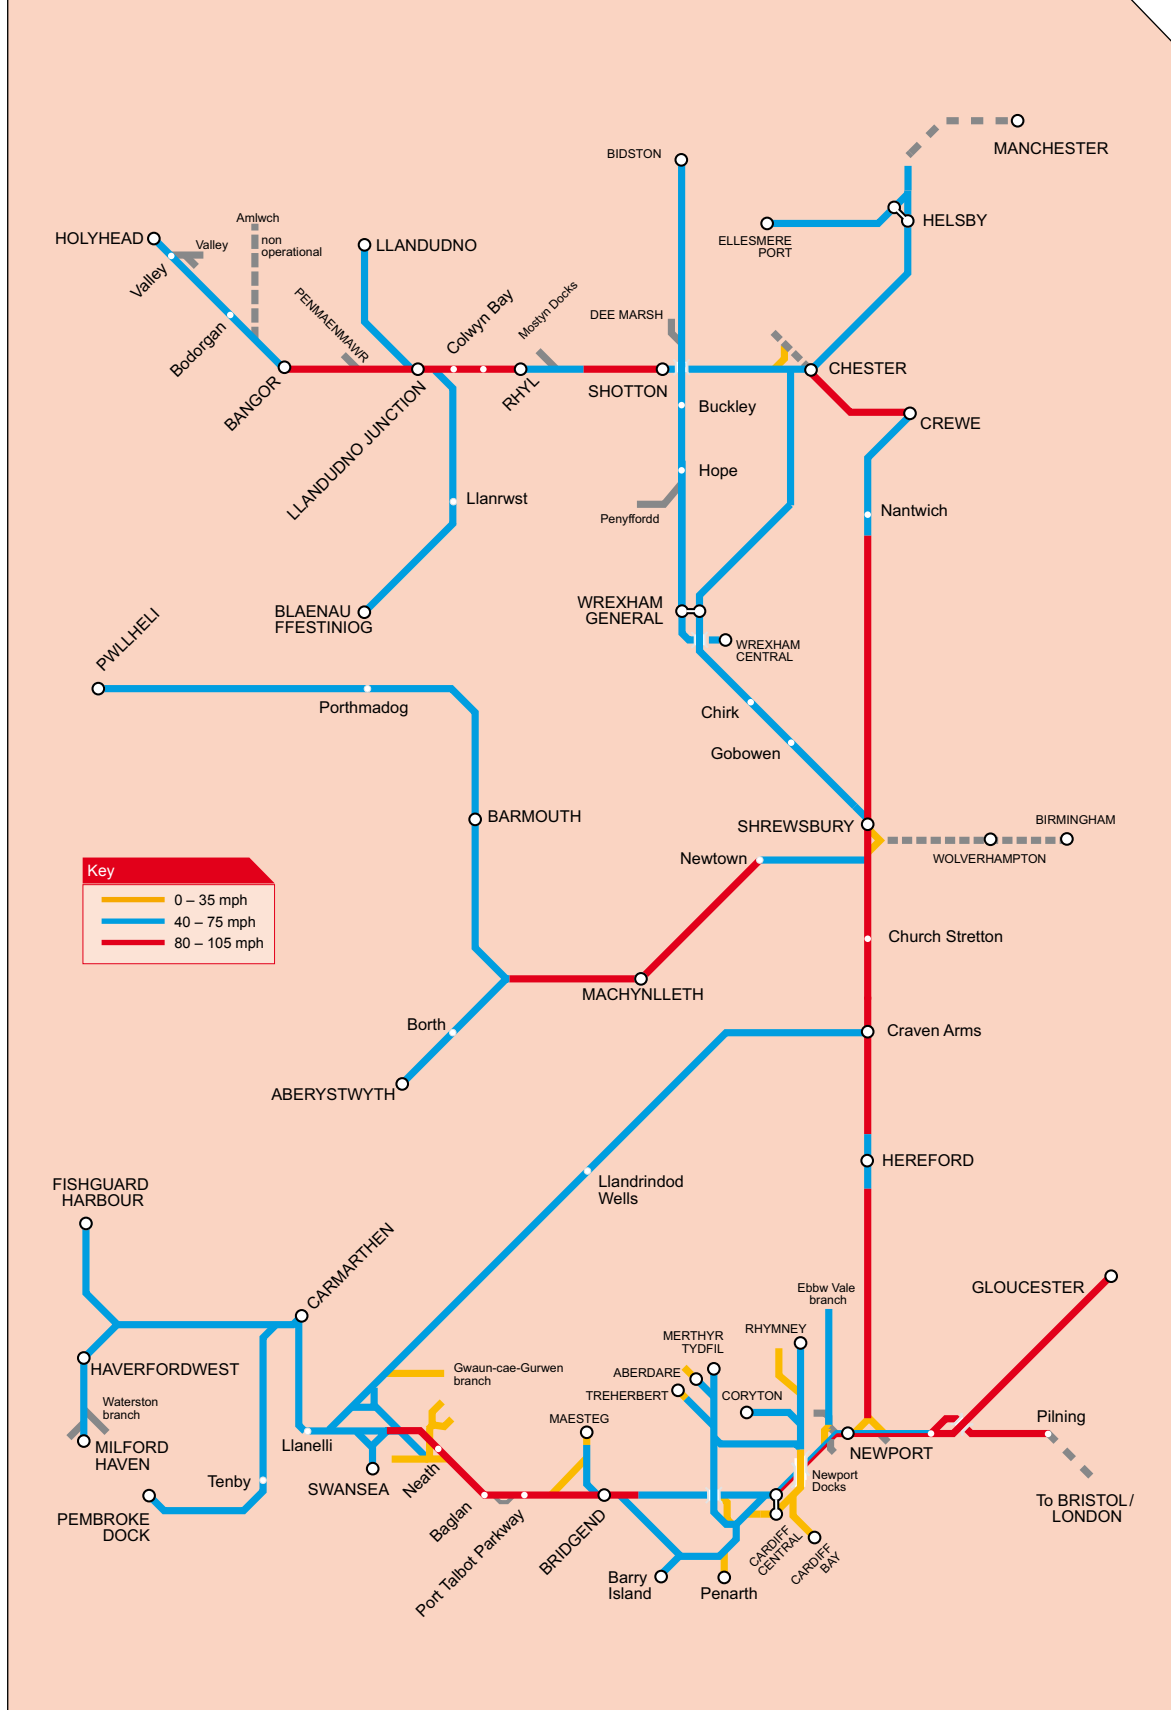 MANCHESTER
BIDSTON
HELSBY
ELLESMERE
PORT
Amlwch
HOLYHEAD
Valley
non
operational
LLANDUDNO
Valley
Bodorgan
PENMAENMAWR
Colwyn Bay
Mostyn Docks
DEE MARSH
BANGOR
LLANDUDNO JUNCTION
RHYL
SHOTTON
CHESTER
Buckley
CREWE
Hope
Llanrwst
Penyffordd
Nantwich
BLAENAU
FFESTINIOG
WREXHAM
GENERAL
WREXHAM
CENTRAL
PWLLHELI
Porthmadog
Chirk
Gobowen
BARMOUTH
SHREWSBURY
BIRMINGHAM
WOLVERHAMPTON
Newtown
Key
0 – 35 mph
40 – 75 mph
80 – 105 mph
Church Stretton
MACHYNLLETH
Borth
Craven Arms
ABERYSTWYTH
HEREFORD
Llandrindod
Wells
FISHGUARD
HARBOUR
CARMARTHEN
Ebbw Vale
branch
GLOUCESTER
RHYMNEY
MERTHYR
TYDFIL
HAVERFORDWEST
Gwaun-cae-Gurwen
branch
ABERDARE
TREHERBERT
CORYTON
Waterston
branch
MAESTEG
Pilning
Llanelli
MILFORD
HAVEN
NEWPORT
Tenby
SWANSEA
Neath
Newport
Docks
PEMBROKE
DOCK
Baglan
Port Talbot Parkway
BRIDGEND
CARDIFF
CENTRAL
CARDIFF
BAY
To BRISTOL/
LONDON
Barry
Island
Penarth